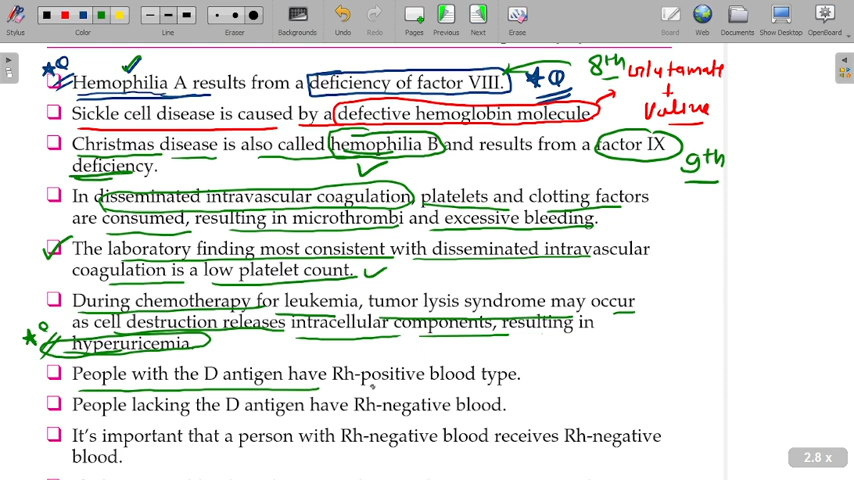 Stylus
Color
Line
Eraser
Backgrounds
Undo
Redo
Pages
Previous
Next
Erase
Board
Web
Documents
Show Desktop
OpenBoard
Hemophilia A results from a deficiency of factor VIII.
8th
Glutamate
+
Valine
Sickle cell disease is caused by a defective hemoglobin molecule
Christmas disease is also called hemophilia B and results from a factor IX
deficiency.
9th
In disseminated intravascular coagulation, platelets and clotting factors
are consumed, resulting in microthrombi and excessive bleeding.
The laboratory finding most consistent with disseminated intravascular
coagulation is a low platelet count.
During chemotherapy for leukemia, tumor lysis syndrome may occur
as cell destruction releases intracellular components, resulting in
hyperuricemia.
People with the D antigen have Rh-positive blood type.
People lacking the D antigen have Rh-negative blood.
It's important that a person with Rh-negative blood receives Rh-negative
blood.
2.8 x